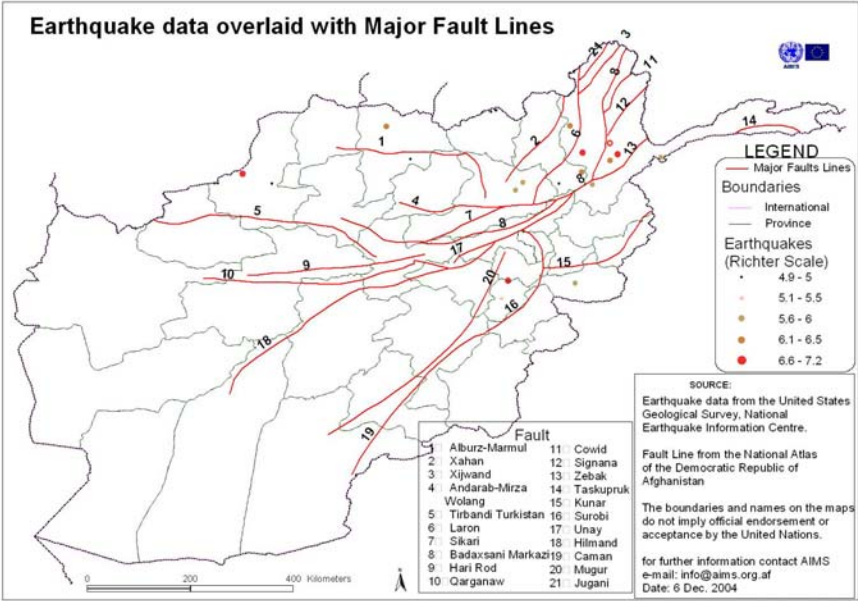 Earthquake data overlaid with Major Fault Lines
AIMS
21
3
8
11
12
2
6
13
14
1
8
4
7
8
5
17
9
10
15
20
16
18
19
LEGEND
Major Faults Lines
Boundaries
International
Province
Earthquakes
(Richter Scale)
4.9 - 5
5.1 - 5.5
5.6 - 6
6.1 - 6.5
6.6 - 7.2
Fault
1 Alburz-Marmul
2 Xahan
3 Xijwand
4 Andarab-Mirza
Wolang
5 Tirbandi Turkistan
6 Laron
7 Sikari
8 Badaxsani Markazi
9 Hari Rod
10 Qarganaw
11 Cowid
12 Signana
13 Zebak
14 Taskupruk
15 Kunar
16 Surobi
17 Unay
18 Hilmand
19 Caman
20 Mugur
21 Jugani
SOURCE:
Earthquake data from the United States
Geological Survey, National
Earthquake Information Centre.
Fault Line from the National Atlas
of the Democratic Republic of
Afghanistan
The boundaries and names on the maps
do not imply official endorsement or
acceptance by the United Nations.
for further information contact AIMS
e-mail: info@aims.org.af
Date: 6 Dec. 2004
0 200 400 Kilometers